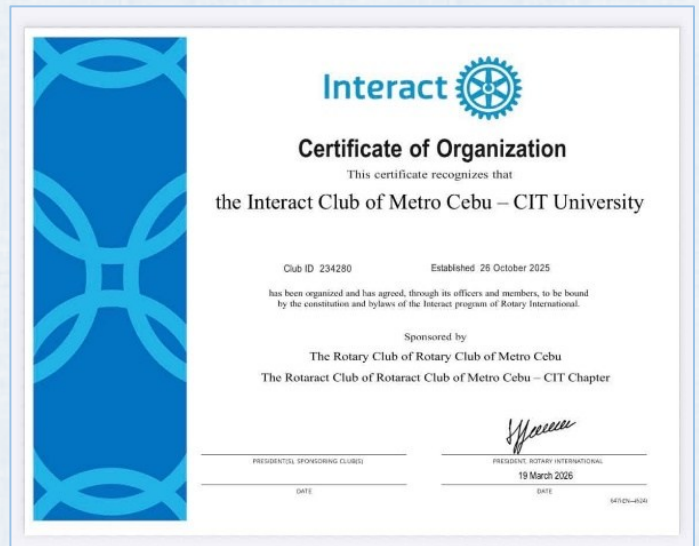 Interact
Certificate of Organization
This certificate recognizes that
the Interact Club of Metro Cebu – CIT University
Club ID 234280 Established 26 October 2025
has been organized and has agreed, through its officers and members, to be bound
by the constitution and bylaws of the Interact program of Rotary International.
Sponsored by
The Rotary Club of Rotary Club of Metro Cebu
The Rotaract Club of Rotaract Club of Metro Cebu – CIT Chapter
PRESIDENT(S), SPONSORING CLUB(S) PRESIDENT, ROTARY INTERNATIONAL
19 March 2026
DATE DATE